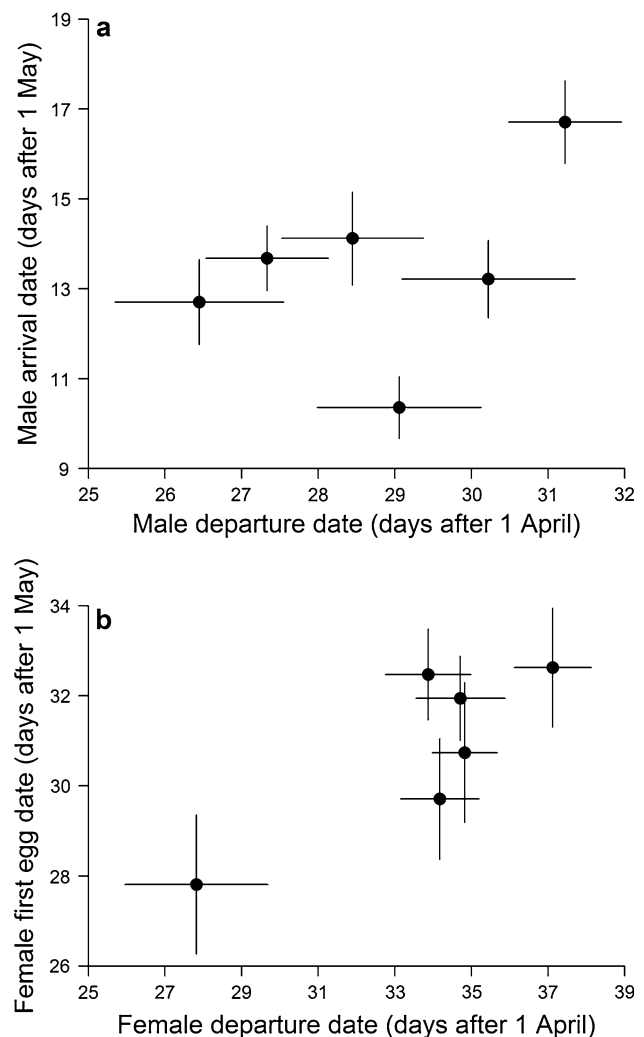 a
Male arrival date (days after 1 May)
19
17
15
13
11
9
25 26 27 28 29 30 31 32
Male departure date (days after 1 April)
b
Female first egg date (days after 1 May)
34
32
30
28
26
25 27 29 31 33 35 37 39
Female departure date (days after 1 April)